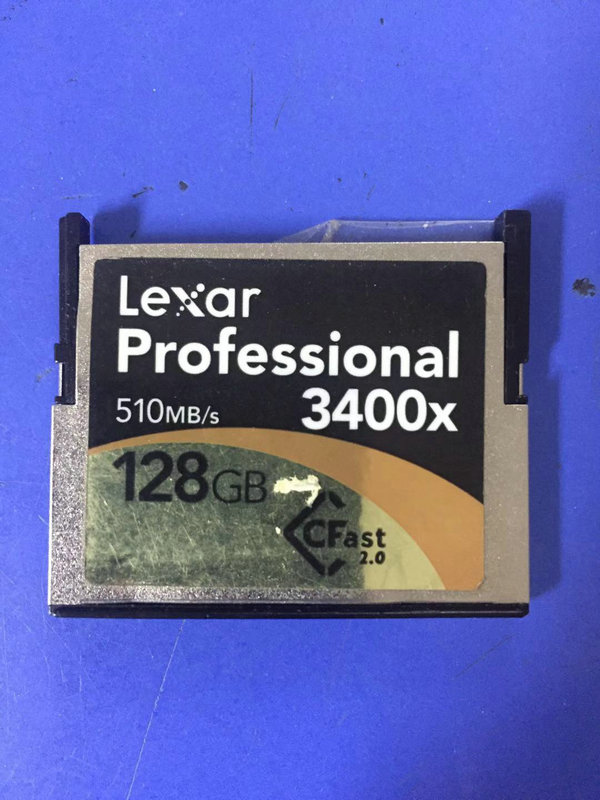 Lexar
Professional
510MB/s 3400x
128GB
CFast
2.0